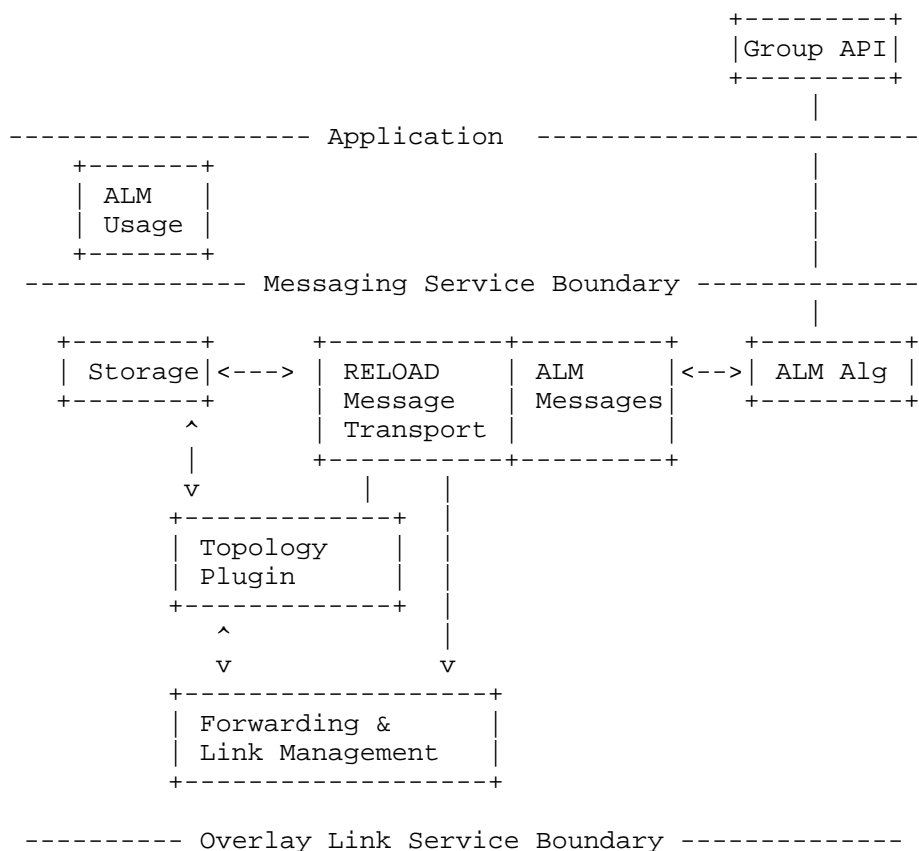 Group API
Application
ALM
Usage
Messaging Service Boundary
Storage RELOAD ALM ALM Alg
Message Messages
Transport
Topology
Plugin
Forwarding &
Link Management
Overlay Link Service Boundary